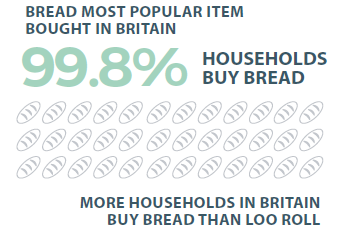 BREAD MOST POPULAR ITEM
BOUGHT IN BRITAIN
99.8% HOUSEHOLDS
BUY BREAD
MORE HOUSEHOLDS IN BRITAIN
BUY BREAD THAN LOO ROLL